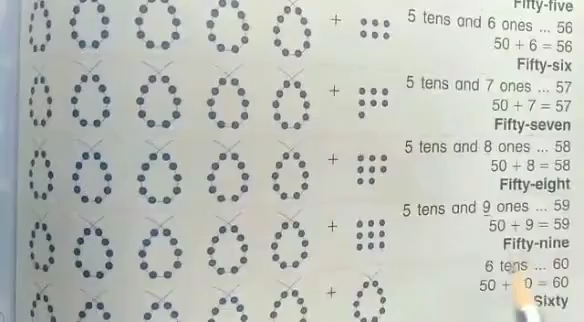 Fifty-five
5 tens and 6 ones ... 56
50 + 6 = 56
Fifty-six
5 tens and 7 ones ... 57
50 + 7 = 57
Fifty-seven
5 tens and 8 ones ... 58
50 + 8 = 58
Fifty-eight
5 tens and 9 ones ... 59
50 + 9 = 59
Fifty-nine
6 tens ... 60
50 + 0 = 60
Sixty
+
+
+
+
+